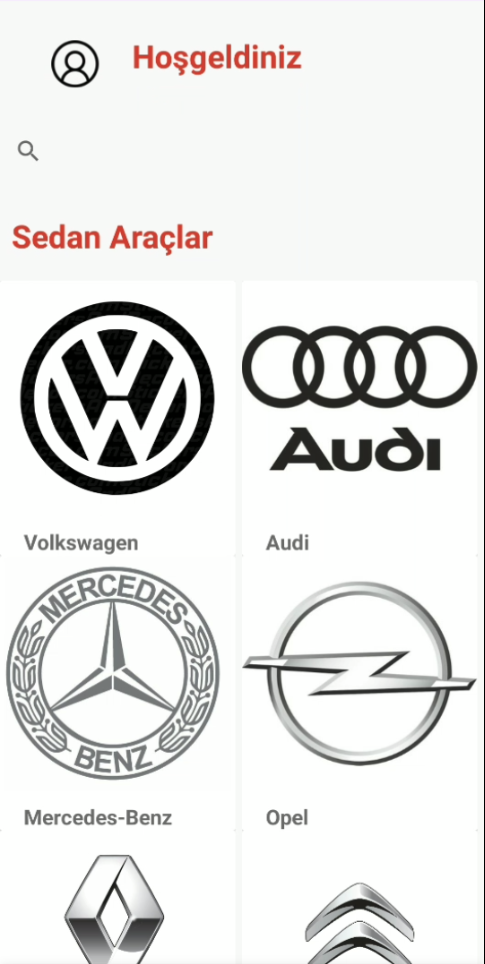 Hoşgeldiniz
Sedan Araçlar
Audi
Volkswagen
Audi
MERCEDES
BENZ
Mercedes-Benz
Opel